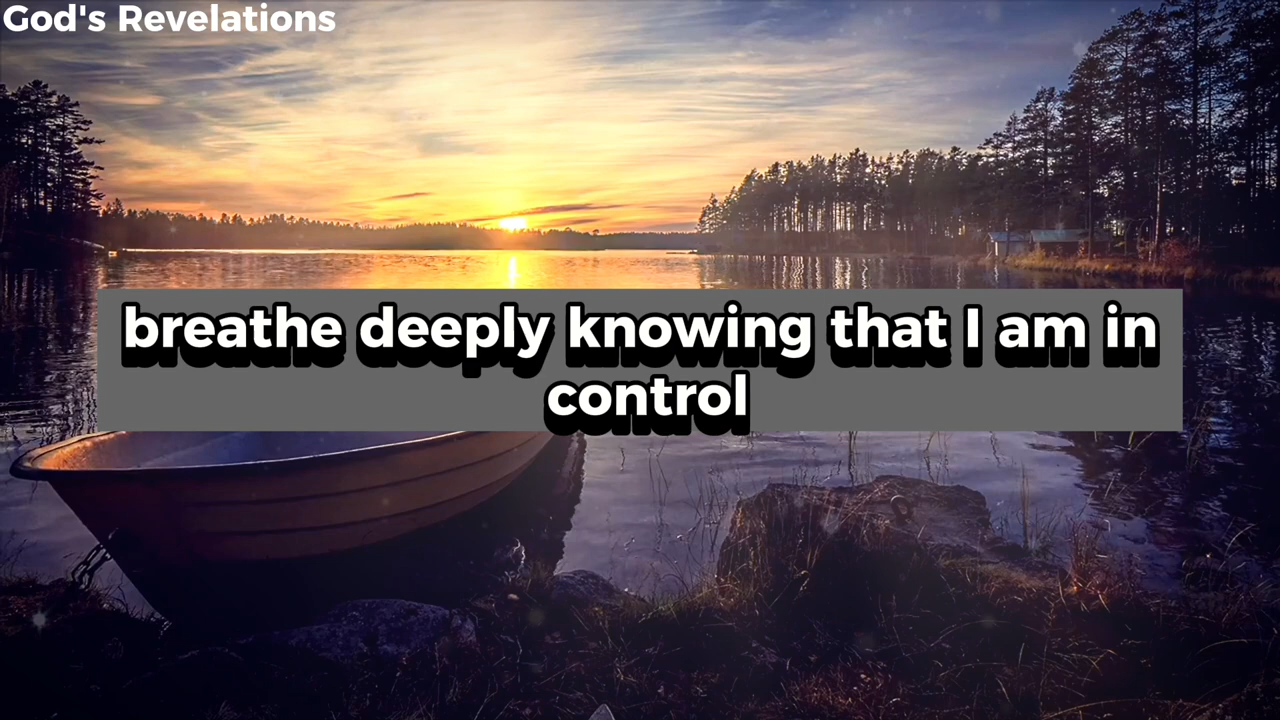 God's Revelations
breathe deeply knowing that I am in
control